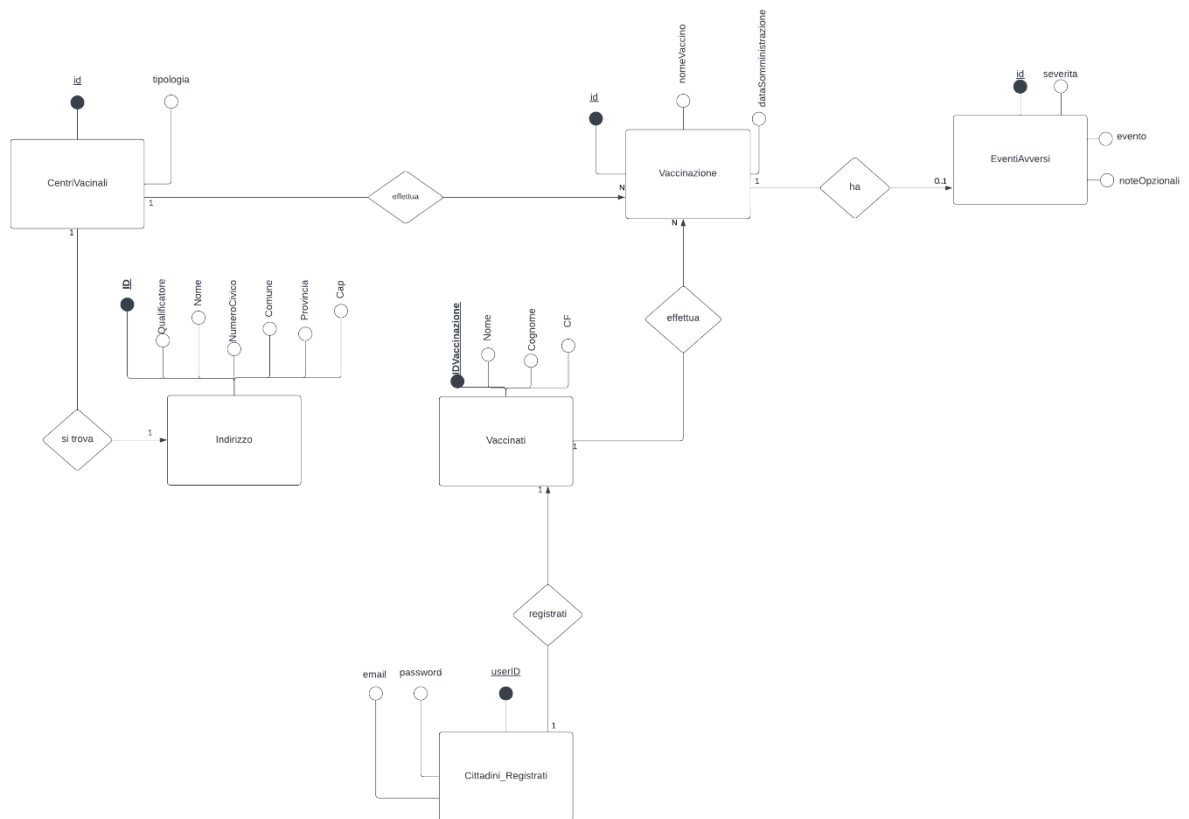 id
tipologia
CentriVacinali
1
1
effettua
id
nomeVaccino
dataSomministrazione
Vaccinazione
N
1
N
ha
0..1
id
severita
EventiAvversi
evento
noteOpzionali
ID
Qualificatore
Nome
NumeroCivico
Comune
Provincia
Cap
si trova
1
Indirizzo
IDVaccinazione
Nome
Cognome
CF
Vaccinati
1
1
effettua
registrati
email
password
userID
1
Cittadini_Registrati